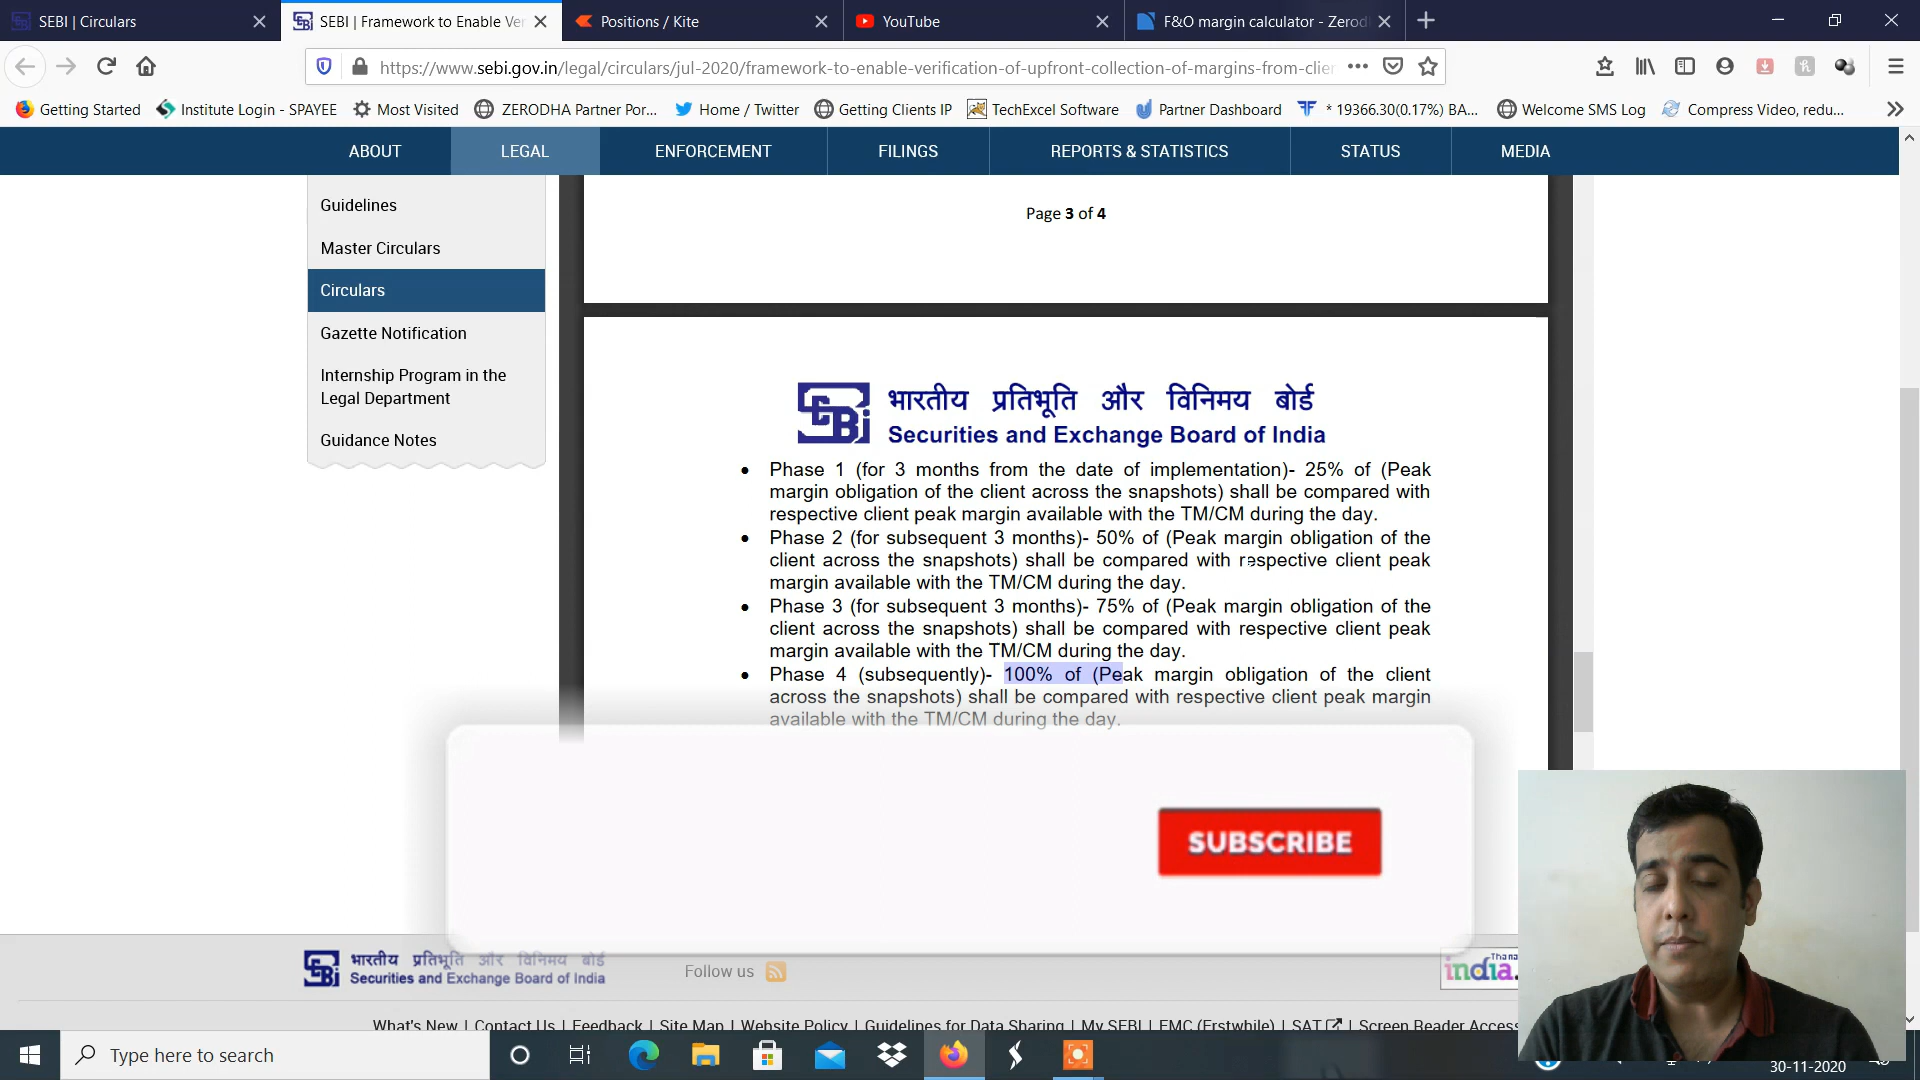 SEBI | Circulars
SEBI | Framework to Enable Ver
Positions / Kite
YouTube
F&O margin calculator - Zerod
https://www.sebi.gov.in/legal/circulars/jul-2020/framework-to-enable-verification-of-upfront-collection-of-margins-from-clier
Getting Started
Institute Login - SPAYEE
Most Visited
ZERODHA Partner Por...
Home / Twitter
Getting Clients IP
TechExcel Software
Partner Dashboard
* 19366.30(0.17%) BA...
Welcome SMS Log
Compress Video, redu...
ABOUT
LEGAL
ENFORCEMENT
FILINGS
REPORTS & STATISTICS
STATUS
MEDIA
Guidelines
Master Circulars
Circulars
Gazette Notification
Internship Program in the
Legal Department
Guidance Notes
Page 3 of 4
भारतीय प्रतिभूति और विनिमय बोर्ड
Securities and Exchange Board of India
• Phase 1 (for 3 months from the date of implementation)- 25% of (Peak
margin obligation of the client across the snapshots) shall be compared with
respective client peak margin available with the TM/CM during the day.
• Phase 2 (for subsequent 3 months)- 50% of (Peak margin obligation of the
client across the snapshots) shall be compared with respective client peak
margin available with the TM/CM during the day.
• Phase 3 (for subsequent 3 months)- 75% of (Peak margin obligation of the
client across the snapshots) shall be compared with respective client peak
margin available with the TM/CM during the day.
• Phase 4 (subsequently)- 100% of (Peak margin obligation of the client
across the snapshots) shall be compared with respective client peak margin
available with the TM/CM during the day.
SUBSCRIBE
भारतीय प्रतिभूति और विनिमय बोर्ड
Securities and Exchange Board of India
Follow us
india.
What's New | Contact Us | Feedback | Site Map | Website Policy | Guidelines for Data Sharing | My SEBI | FMC (Erstwhile) | SAT | Screen Reader Access
Type here to search
30-11-2020